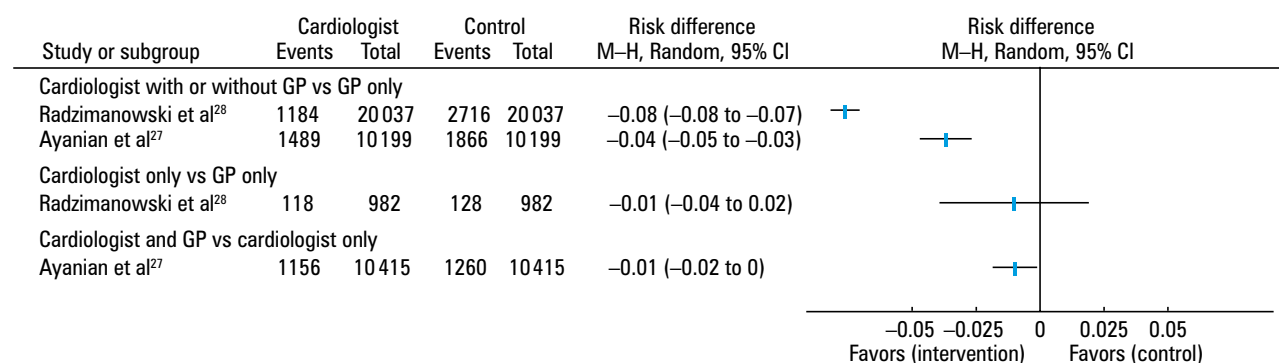 Cardiologist Control Risk difference Risk difference
Study or subgroup Events Total Events Total M–H, Random, 95% CI M–H, Random, 95% CI
Cardiologist with or without GP vs GP only
Radzimanowski et al²⁸ 1184 20 037 2716 20 037 −0.08 (−0.08 to −0.07)
Ayanian et al²⁷ 1489 10 199 1866 10 199 −0.04 (−0.05 to −0.03)
Cardiologist only vs GP only
Radzimanowski et al²⁸ 118 982 128 982 −0.01 (−0.04 to 0.02)
Cardiologist and GP vs cardiologist only
Ayanian et al²⁷ 1156 10 415 1260 10 415 −0.01 (−0.02 to 0)
−0.05 −0.025 0 0.025 0.05
Favors (intervention) Favors (control)